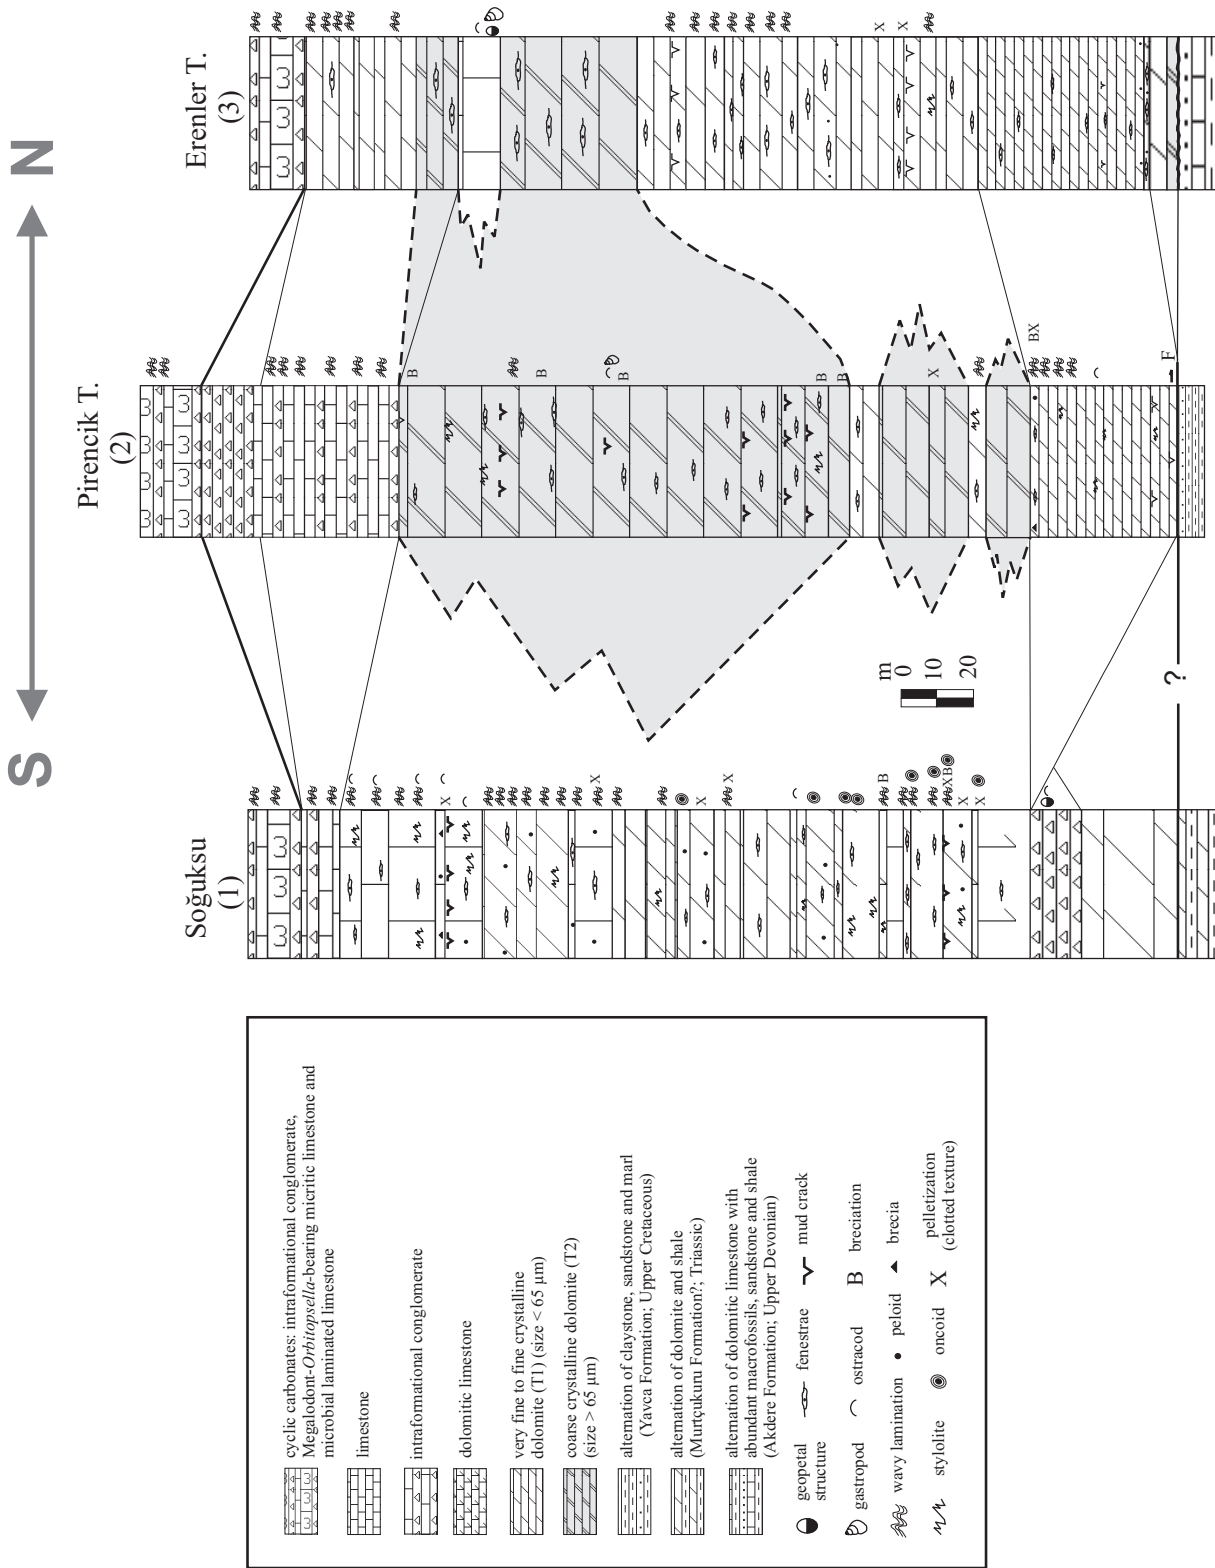 S
N
Soğuksu
(1)
Pirencik T.
(2)
Erenler T.
(3)
X
X
X
X
B
XB
X
X
m
0
10
20
?
B
B
B
B
B
X
BX
F
X
X
cyclic carbonates: intraformational conglomerate,
Megalodont-Orbitopsella-bearing micritic limestone and
microbial laminated limestone
limestone
intraformational conglomerate
dolomitic limestone
very fine to fine crystalline
dolomite (T1) (size < 65 µm)
coarse crystalline dolomite (T2)
(size > 65 µm)
alternation of claystone, sandstone and marl
(Yavca Formation; Upper Cretaceous)
alternation of dolomite and shale
(Murtçukuru Formation?; Triassic)
alternation of dolomitic limestone with
abundant macrofossils, sandstone and shale
(Akdere Formation; Upper Devonian)
geopetal
structure
fenestrae
mud crack
gastropod
ostracod
B breciation
wavy lamination
peloid
brecia
stylolite
oncoid
X pelletization
(clotted texture)